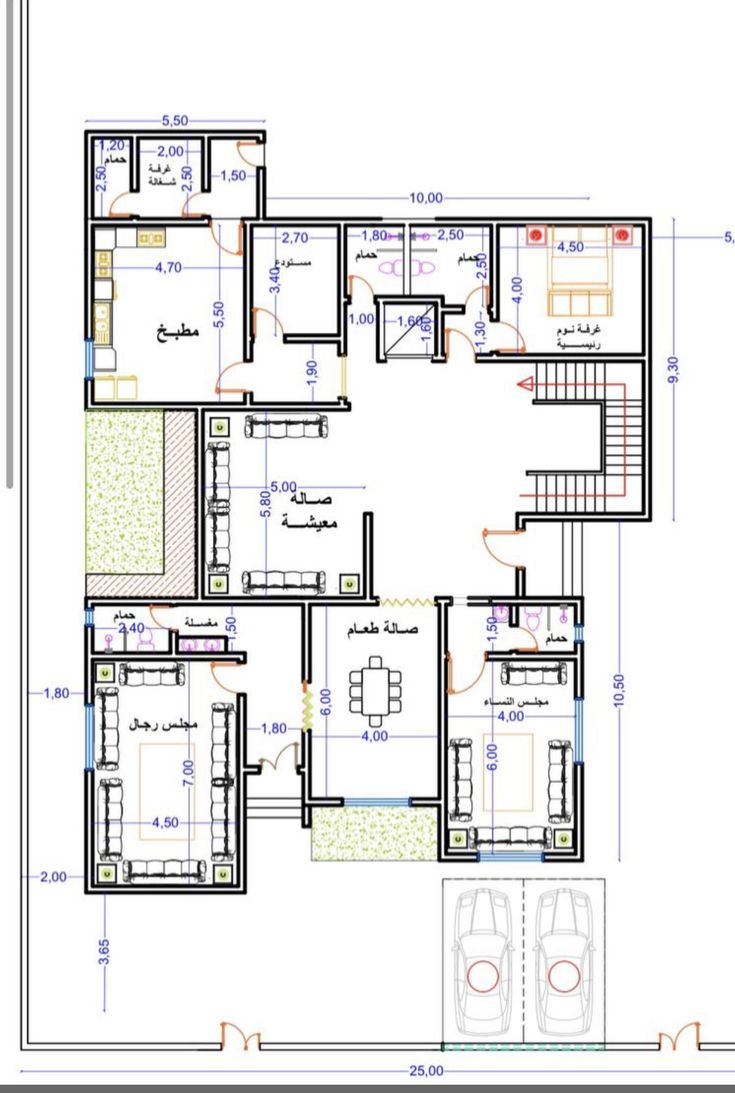 5,50
1,20
حمام
2,50
2,00
غرفة
شغالة
2,50
1,50
10,00
5,
2,70
مستودع
3,40
1,80
حمام
2,50
حمام
2,50
4,50
4,00
غرفة نوم
رئيسية
4,70
5,50
مطبخ
1,00
1,60
1,60
1,30
1,90
9,30
5,00
5,80
صالة
معيشة
حمام
2,40
مغسلة
1,50
صالة طعام
1,50
حمام
1,80
مجلس رجال
7,00
4,50
1,80
6,00
4,00
مجلس النساء
4,00
6,00
10,50
2,00
3,65
25,00